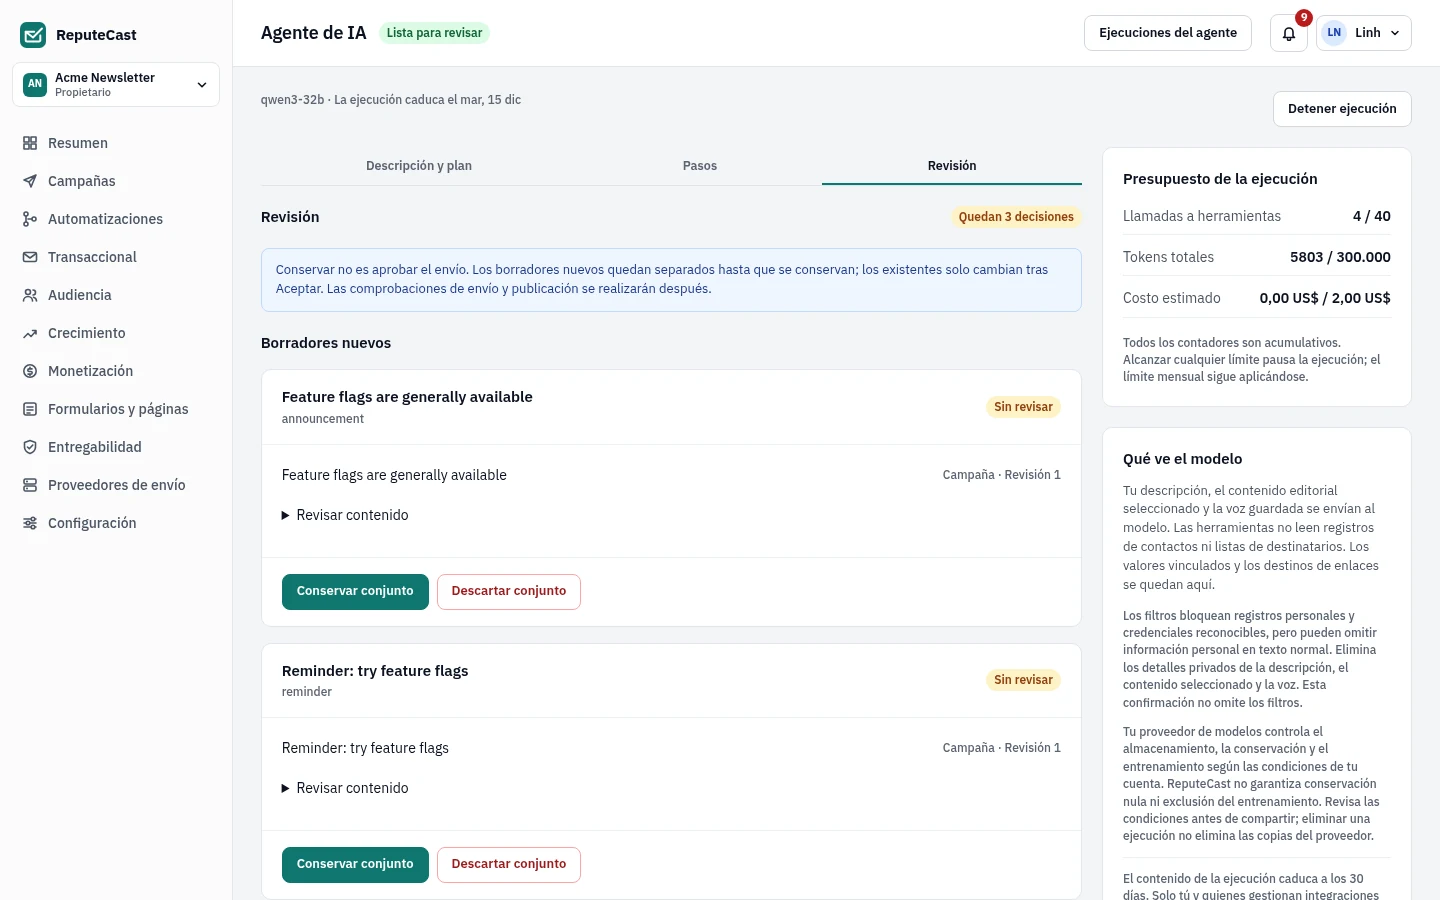 ReputeCast
AN
Acme Newsletter
Propietario
Resumen
Campañas
Automatizaciones
Transaccional
Audiencia
Crecimiento
Monetización
Formularios y páginas
Entregabilidad
Proveedores de envío
Configuración
Agente de IA
Lista para revisar
Ejecuciones del agente
9
LN
Linh
qwen3-32b · La ejecución caduca el mar, 15 dic
Detener ejecución
Descripción y plan
Pasos
Revisión
Revisión
Quedan 3 decisiones
Conservar no es aprobar el envío. Los borradores nuevos quedan separados hasta que se conservan; los existentes solo cambian tras
Aceptar. Las comprobaciones de envío y publicación se realizarán después.
Borradores nuevos
Feature flags are generally available
announcement
Sin revisar
Feature flags are generally available
Campaña · Revisión 1
Revisar contenido
Conservar conjunto
Descartar conjunto
Reminder: try feature flags
reminder
Sin revisar
Reminder: try feature flags
Campaña · Revisión 1
Revisar contenido
Conservar conjunto
Descartar conjunto
Presupuesto de la ejecución
Llamadas a herramientas
4 / 40
Tokens totales
5803 / 300.000
Costo estimado
0,00 US$ / 2,00 US$
Todos los contadores son acumulativos.
Alcanzar cualquier límite pausa la ejecución; el
límite mensual sigue aplicándose.
Qué ve el modelo
Tu descripción, el contenido editorial
seleccionado y la voz guardada se envían al
modelo. Las herramientas no leen registros
de contactos ni listas de destinatarios. Los
valores vinculados y los destinos de enlaces
se quedan aquí.
Los filtros bloquean registros personales y
credenciales reconocibles, pero pueden omitir
información personal en texto normal. Elimina
los detalles privados de la descripción, el
contenido seleccionado y la voz. Esta
confirmación no omite los filtros.
Tu proveedor de modelos controla el
almacenamiento, la conservación y el
entrenamiento según las condiciones de tu
cuenta. ReputeCast no garantiza conservación
nula ni exclusión del entrenamiento. Revisa las
condiciones antes de compartir; eliminar una
ejecución no elimina las copias del proveedor.
El contenido de la ejecución caduca a los 30
días. Solo tú y quienes gestionan integraciones